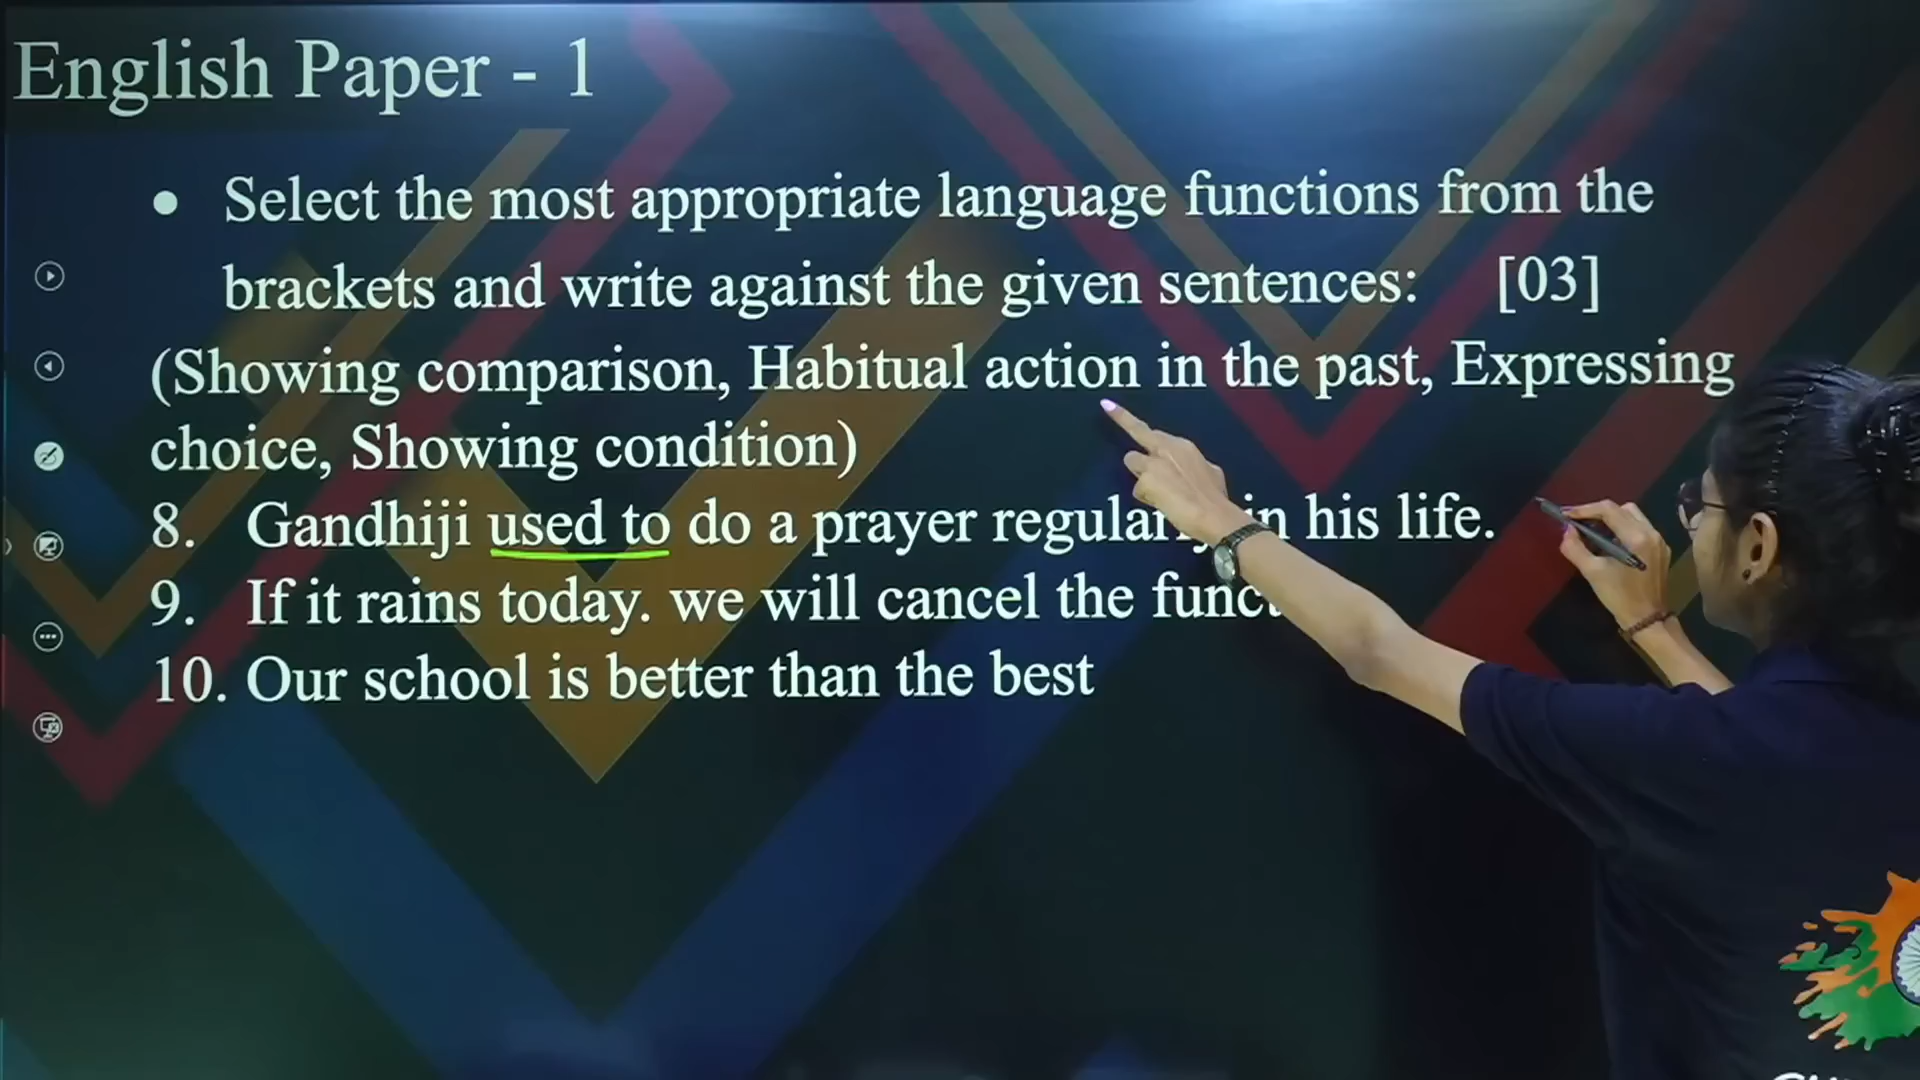 English Paper - 1
● Select the most appropriate language functions from the
brackets and write against the given sentences: [03]
(Showing comparison, Habitual action in the past, Expressing
choice, Showing condition)
8. Gandhiji used to do a prayer in his life.
9. If it rains today. we will cancel the
10. Our school is better than the best